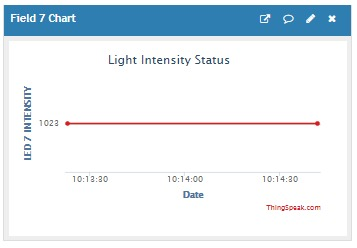 Field 7 Chart
Light Intensity Status
LED 7 INTENSITY
1023
10:13:30
10:14:00
10:14:30
Date
ThingSpeak.com